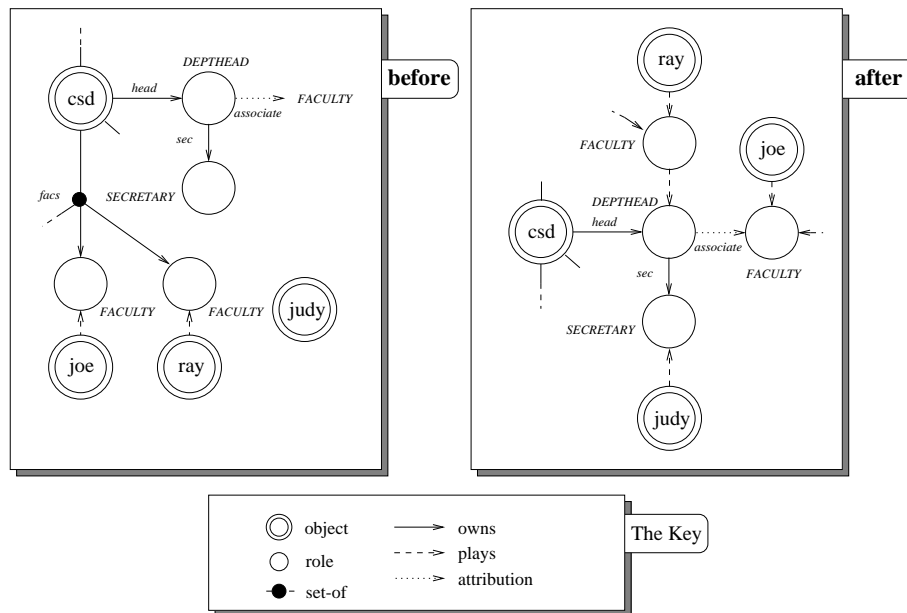 before
csd
head
DEPTHEAD
associate
FACULTY
sec
SECRETARY
facs
FACULTY
FACULTY
joe
ray
judy
after
ray
FACULTY
joe
csd
head
DEPTHEAD
associate
FACULTY
sec
SECRETARY
judy
The Key
object
role
set-of
owns
plays
attribution